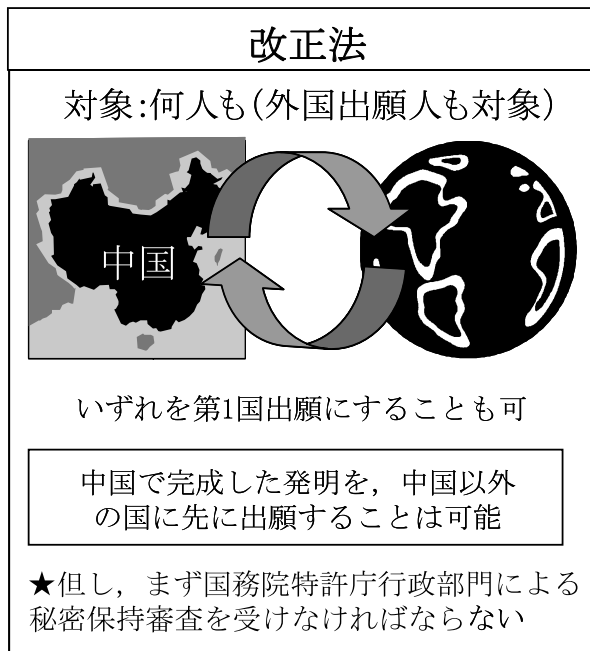 改正法
対象:何人も(外国出願人も対象)
中国
いずれを第1国出願にすることも可
中国で完成した発明を，中国以外
の国に先に出願することは可能
★但し，まず国務院特許庁行政部門による
秘密保持審査を受けなければならない